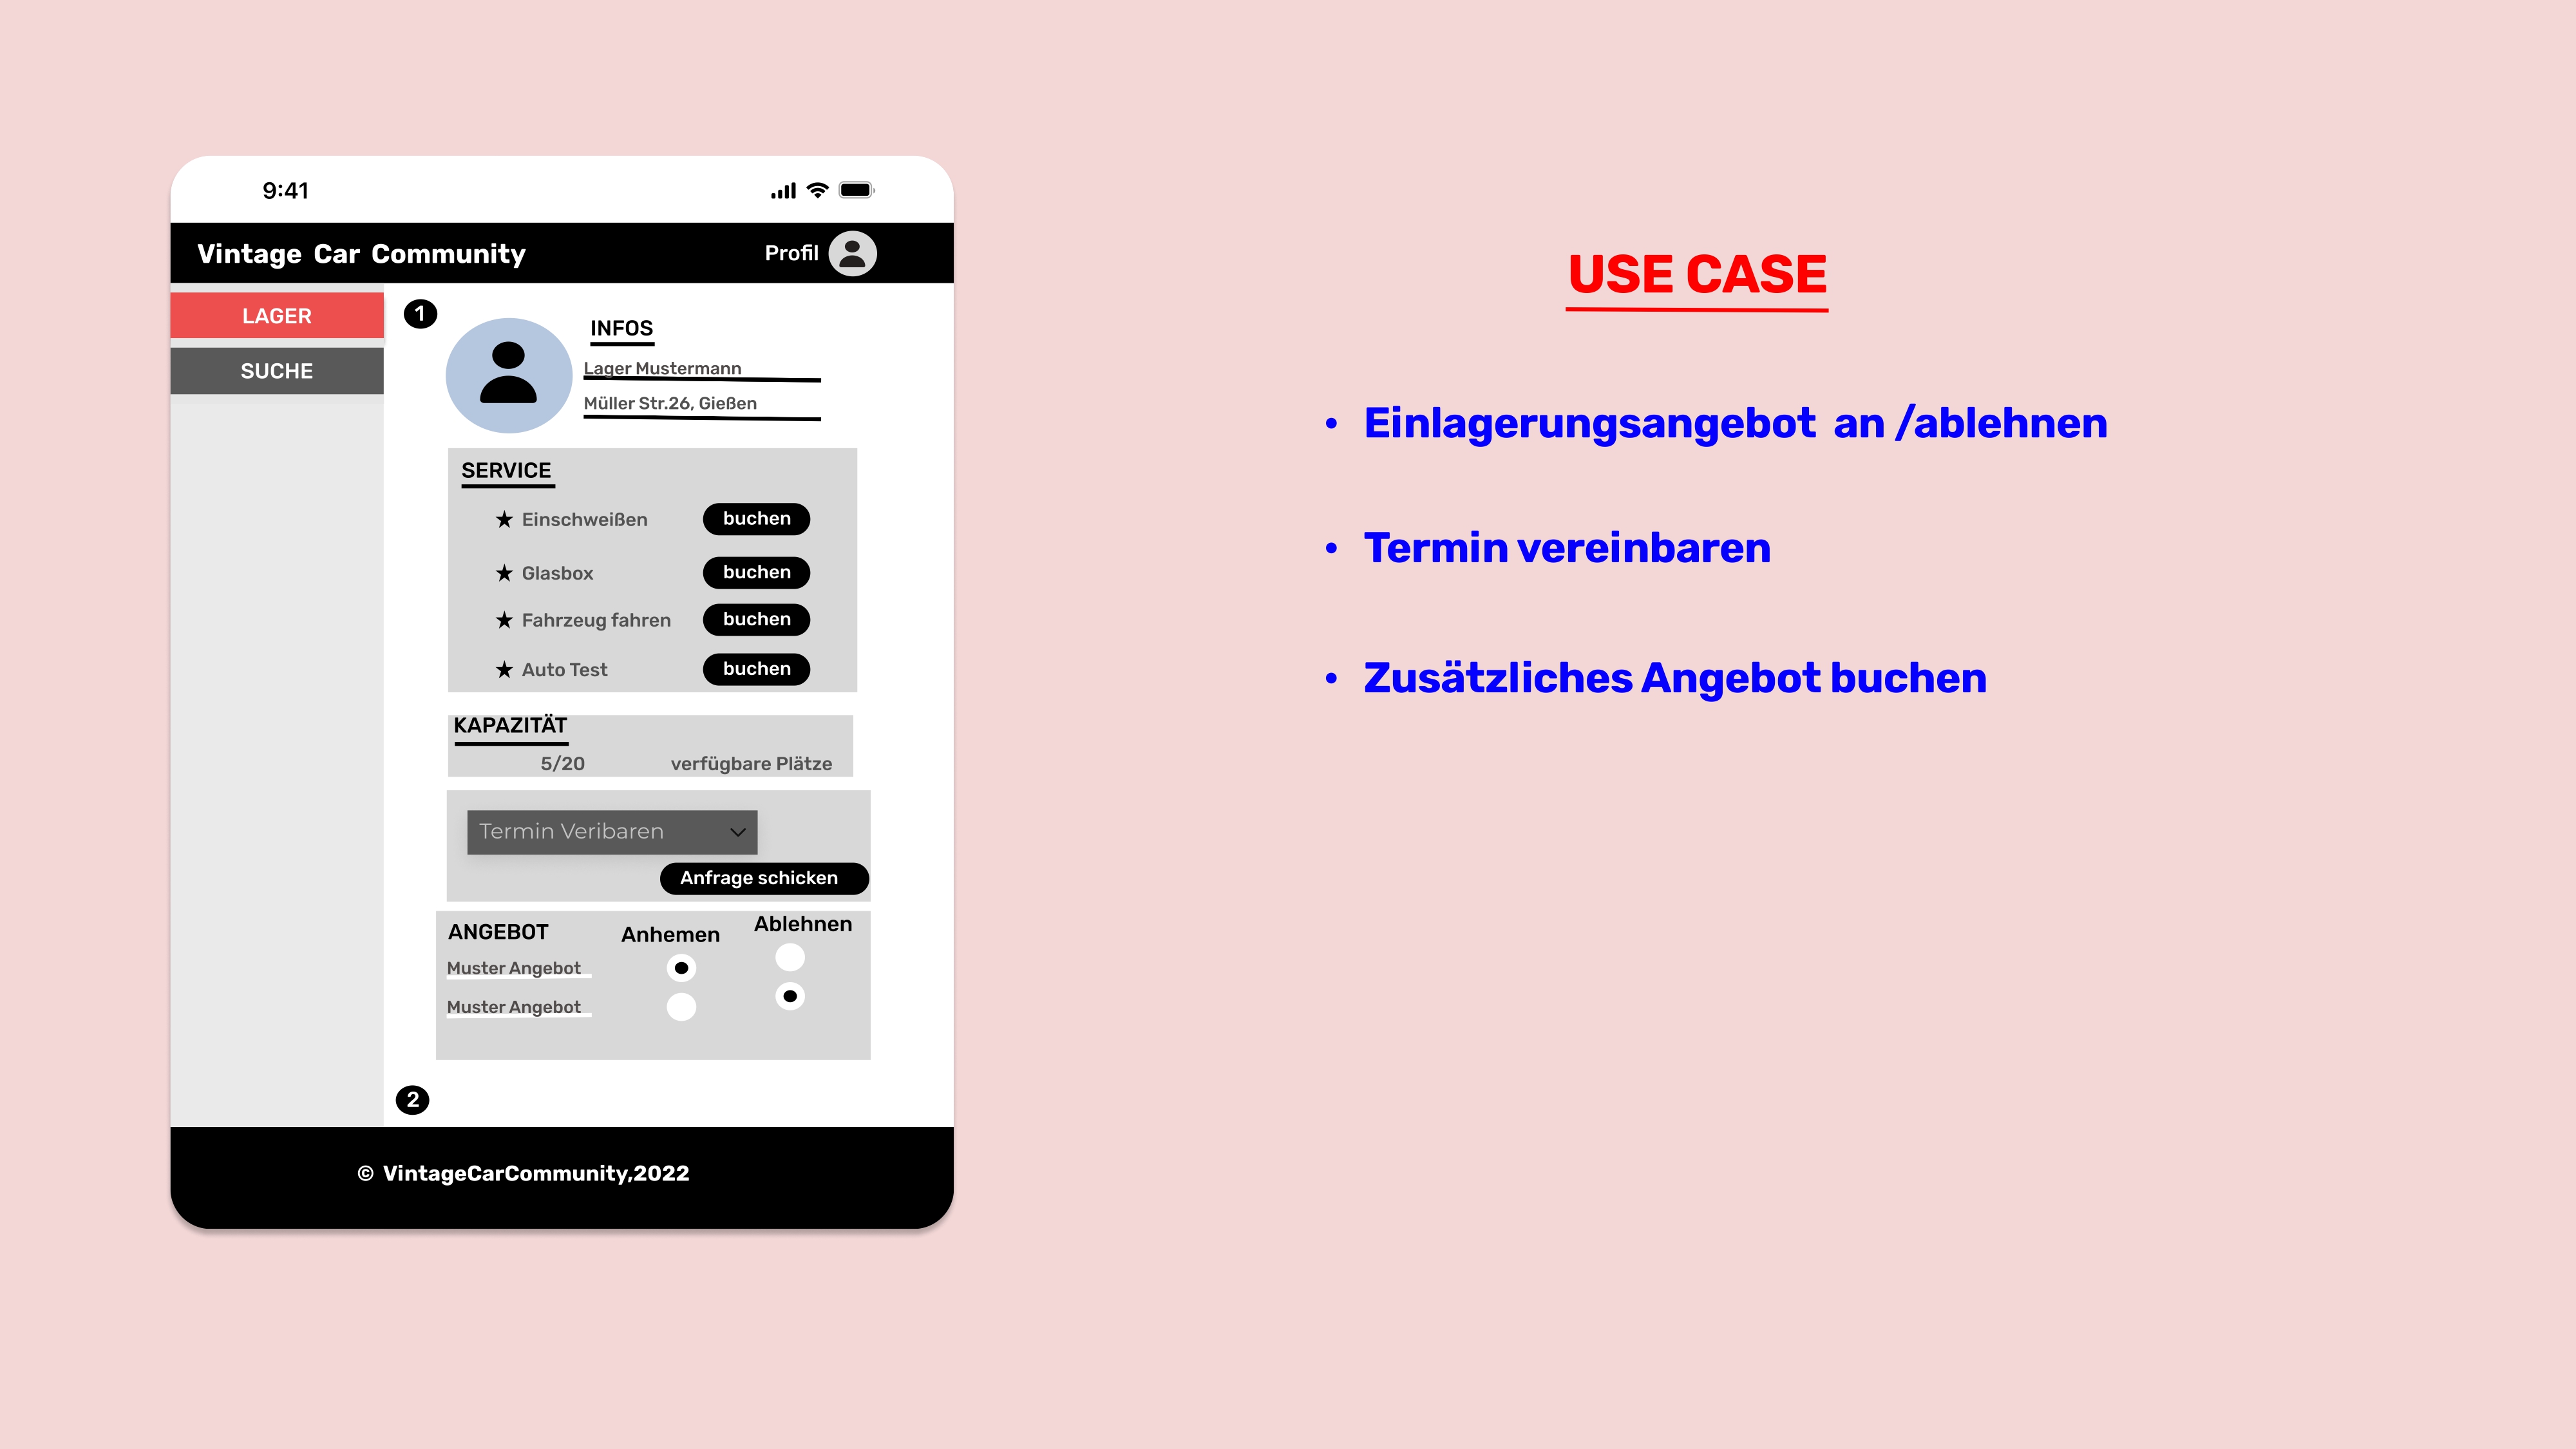 9:41
Vintage Car Community
Profil
LAGER
SUCHE
1
INFOS
Lager Mustermann
Müller Str.26, Gießen
SERVICE
★ Einschweißen buchen
★ Glasbox buchen
★ Fahrzeug fahren buchen
★ Auto Test buchen
KAPAZITÄT
5/20 verfügbare Plätze
Termin Veribaren
Anfrage schicken
ANGEBOT Anhemen Ablehnen
Muster Angebot
Muster Angebot
2
© VintageCarCommunity,2022
USE CASE
• Einlagerungsangebot an /ablehnen
• Termin vereinbaren
• Zusätzliches Angebot buchen